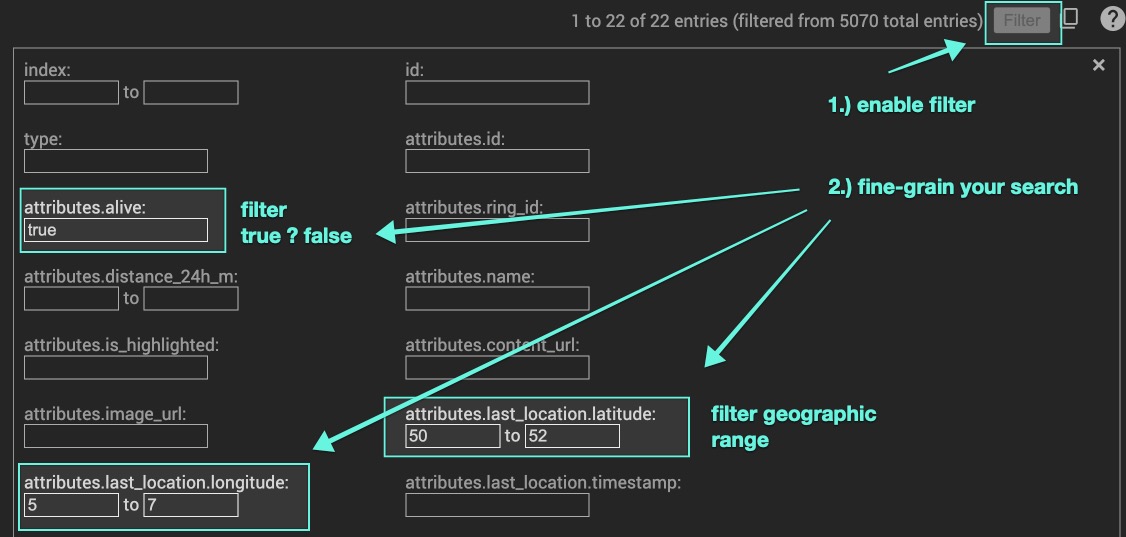 1 to 22 of 22 entries (filtered from 5070 total entries) Filter ?
index: id:
to
1.) enable filter
type: attributes.id:
2.) fine-grain your search
attributes.alive: filter attributes.ring_id:
true true ? false
attributes.distance_24h_m: attributes.name:
to
attributes.is_highlighted: attributes.content_url:
attributes.image_url: attributes.last_location.latitude: filter geographic
50 to 52 range
attributes.last_location.longitude: attributes.last_location.timestamp:
5 to 7